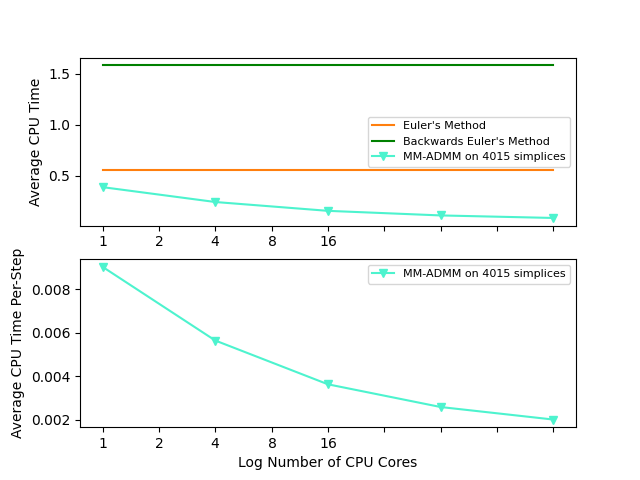 1.5
1.0
0.5
Average CPU Time
Euler's Method
Backwards Euler's Method
MM-ADMM on 4015 simplices
1 2 4 8 16
0.008
0.006
0.004
0.002
Average CPU Time Per-Step
MM-ADMM on 4015 simplices
1 2 4 8 16
Log Number of CPU Cores